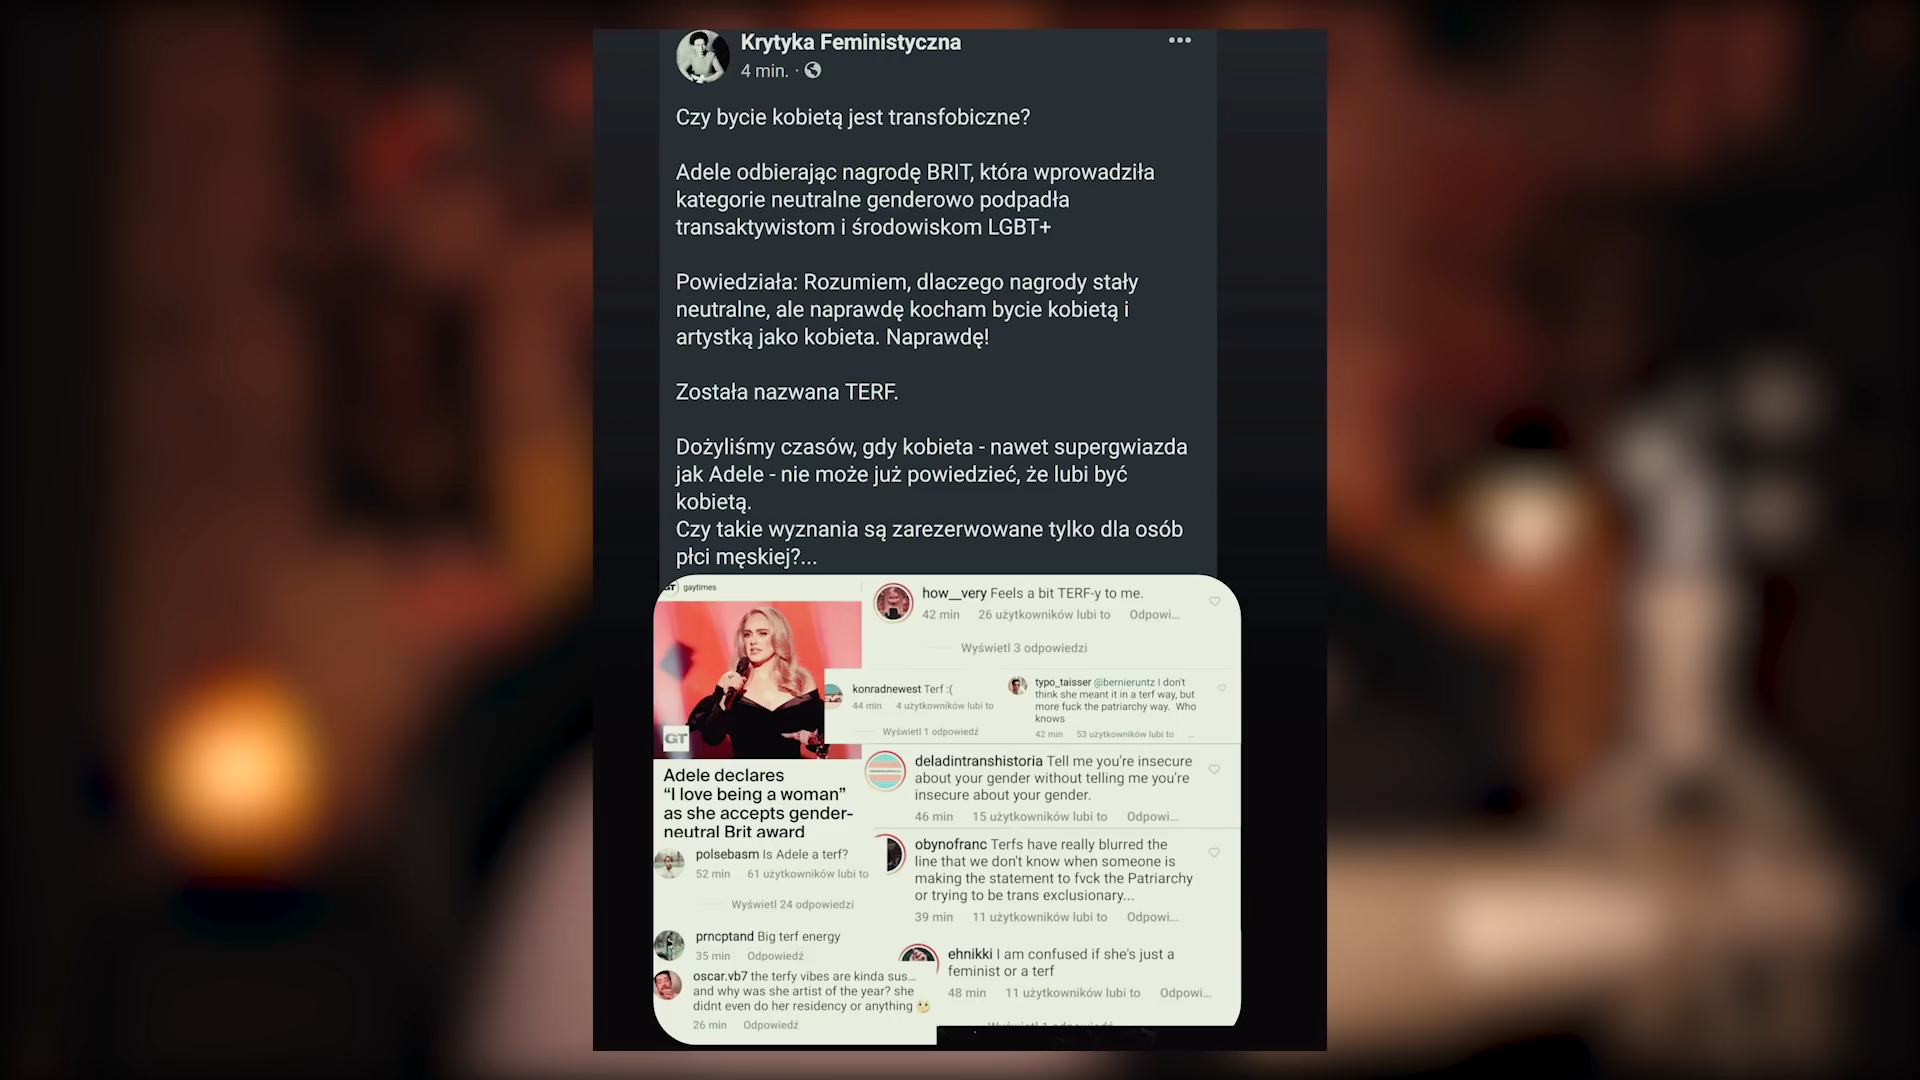 Krytyka Feministyczna
4 min. ·
Czy bycie kobietą jest transfobiczne?
Adele odbierając nagrodę BRIT, która wprowadziła
kategorie neutralne genderowo podpadła
transaktywistom i środowiskom LGBT+
Powiedziała: Rozumiem, dlaczego nagrody stały
neutralne, ale naprawdę kocham bycie kobietą i
artystką jako kobieta. Naprawdę!
Została nazwana TERF.
Dożyliśmy czasów, gdy kobieta - nawet supergwiazda
jak Adele - nie może już powiedzieć, że lubi być
kobietą.
Czy takie wyznania są zarezerwowane tylko dla osób
płci męskiej?...
GT gaytimes
GT
Adele declares
“I love being a woman”
as she accepts gender-
neutral Brit award
how__very Feels a bit TERF-y to me.
42 min 26 użytkowników lubi to Odpowi...
Wyświetl 3 odpowiedzi
konradnewest Terf :(
44 min 4 użytkowników lubi to
Wyświetl 1 odpowiedź
typo_taisser @bernieruntz I don't
think she meant it in a terf way, but
more fuck the patriarchy way. Who
knows
42 min 53 użytkowników lubi to ...
deladintranshistoria Tell me you're insecure
about your gender without telling me you're
insecure about your gender.
46 min 15 użytkowników lubi to Odpowi...
obynofranc Terfs have really blurred the
line that we don't know when someone is
making the statement to fvck the Patriarchy
or trying to be trans exclusionary...
39 min 11 użytkowników lubi to Odpowi...
polsebasm Is Adele a terf?
52 min 61 użytkowników lubi to
Wyświetl 24 odpowiedzi
prncptand Big terf energy
35 min Odpowiedź
oscar.vb7 the terfy vibes are kinda sus...
and why was she artist of the year? she
didnt even do her residency or anything
26 min Odpowiedź
ehnikki I am confused if she's just a
feminist or a terf
48 min 11 użytkowników lubi to Odpowi...
Wyświetl 1 odpowiedź